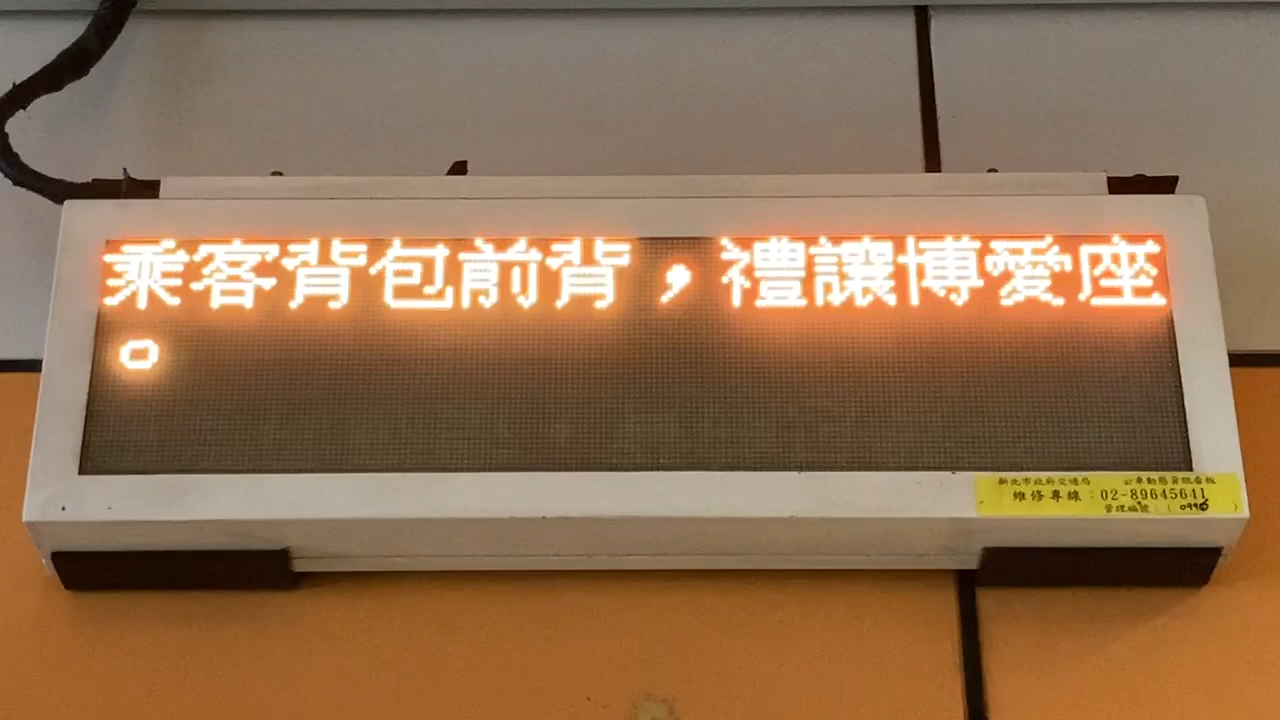 乘客背包前背，禮讓博愛座
。
新北市政府交通局 公車動態資訊看板
維修專線：02-89645641
管理編號：（ ）